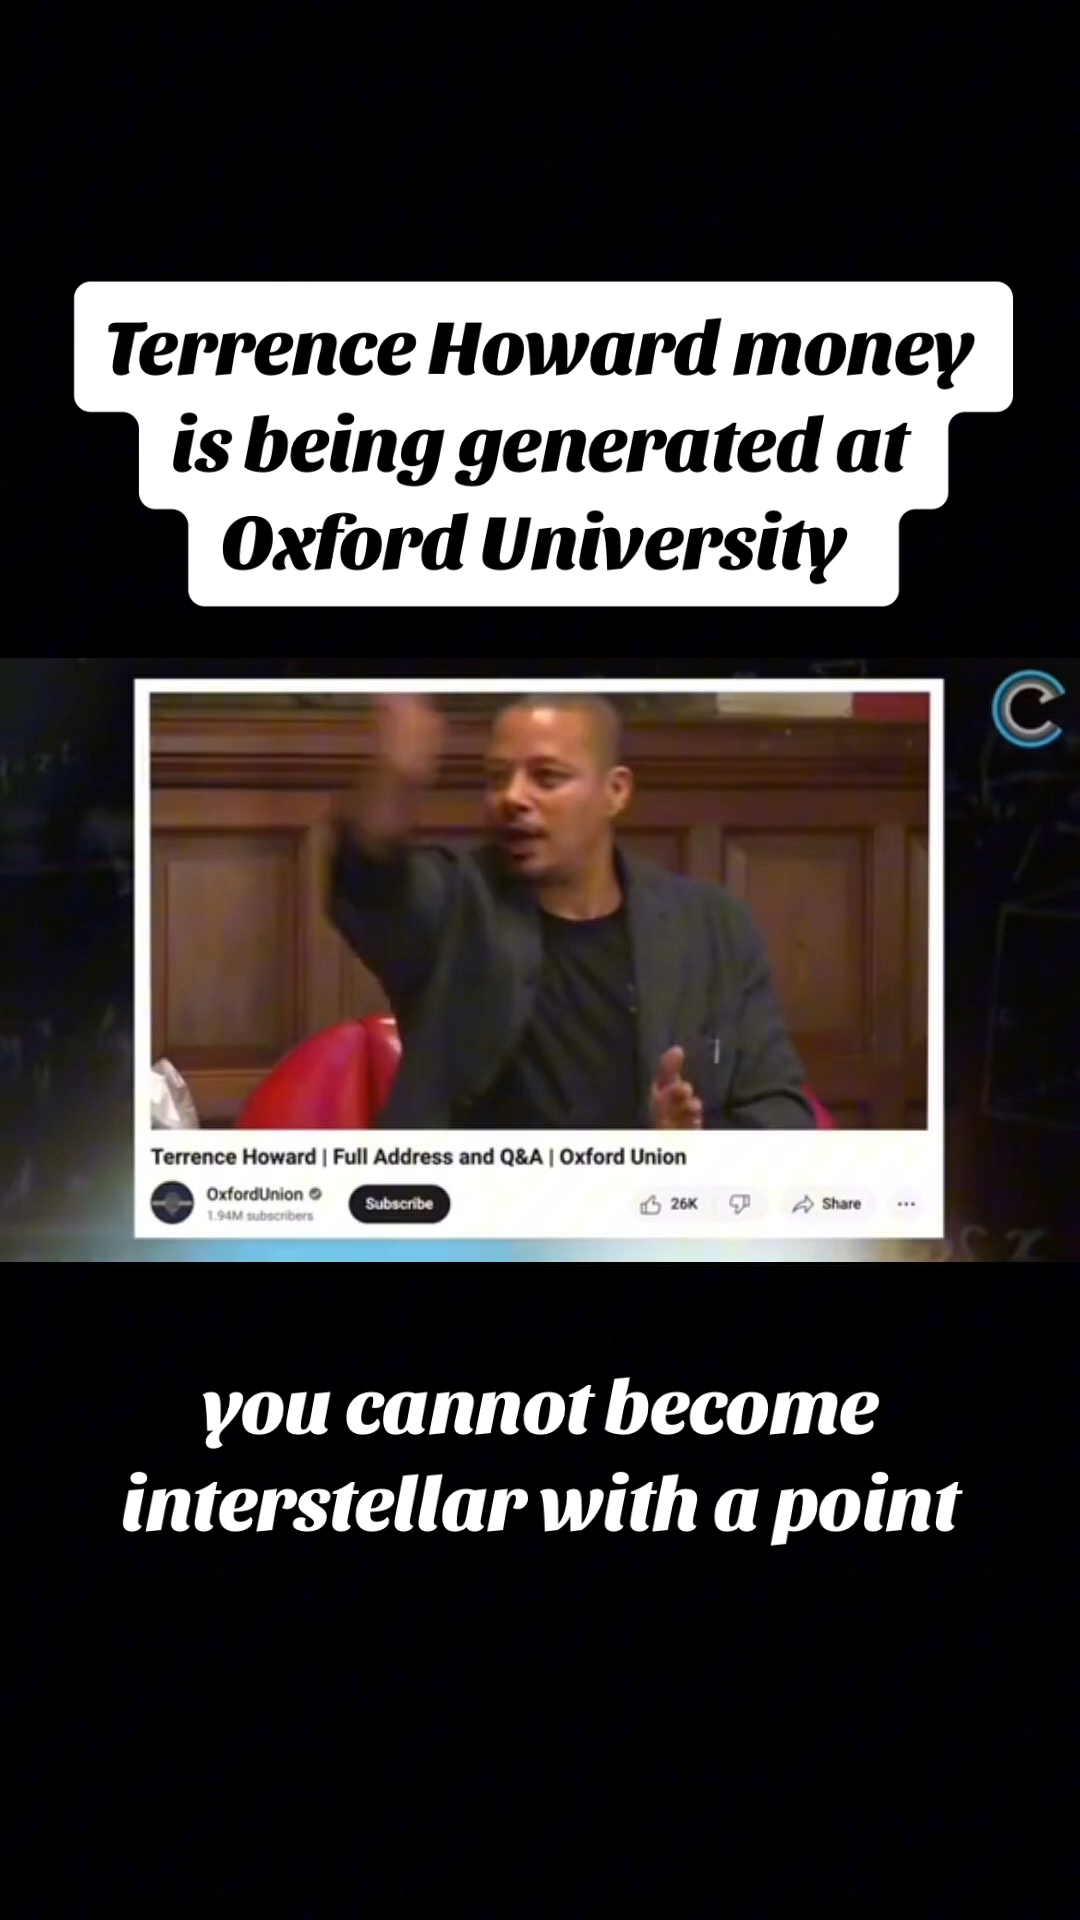 Terrence Howard money
is being generated at
Oxford University
Terrence Howard | Full Address and Q&A | Oxford Union
OxfordUnion
1.94M subscribers
Subscribe
26K
Share
you cannot become
interstellar with a point